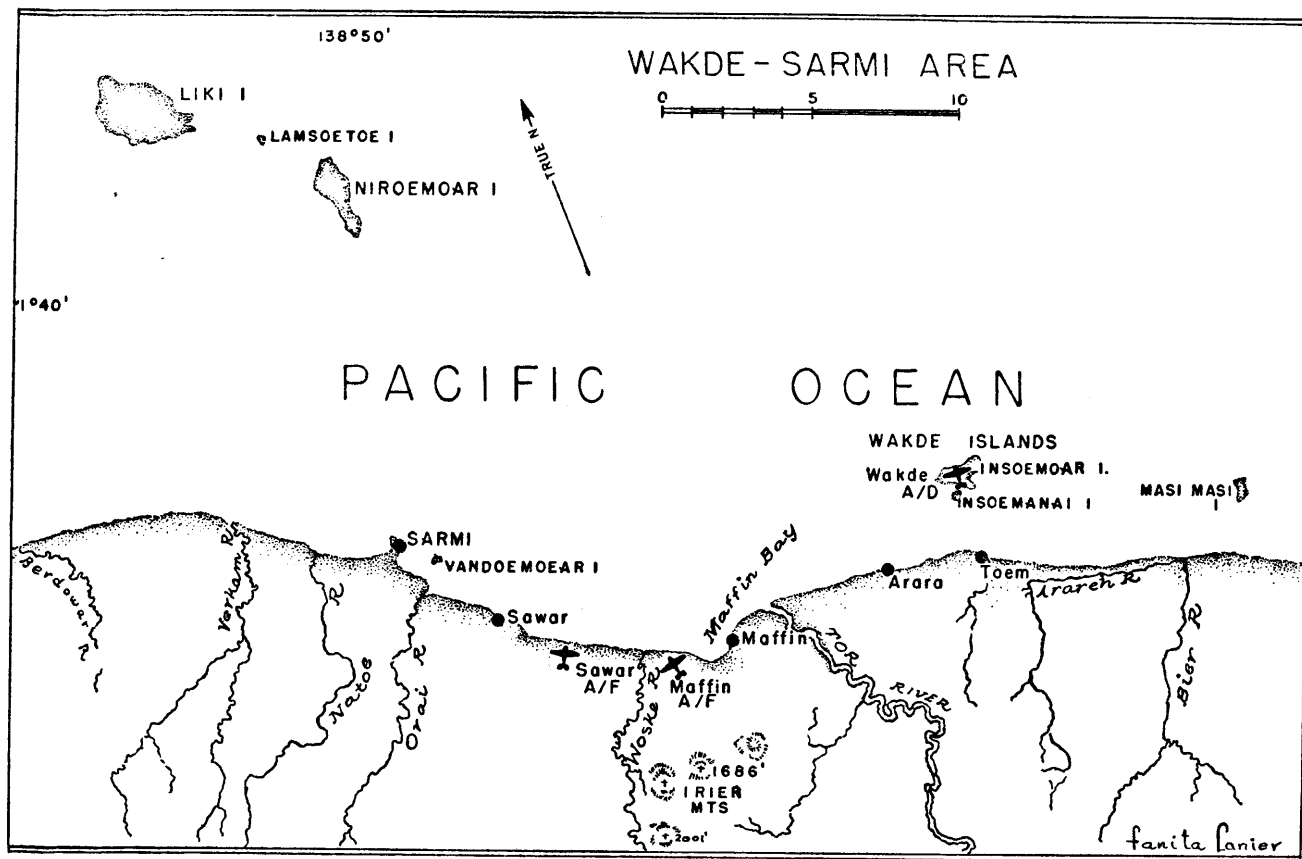 138°50'
WAKDE-SARMI AREA
0 5 10
LIKI I
LAMSOETOE I
NIROEMOAR I
TRUE N
1°40'
PACIFIC OCEAN
WAKDE ISLANDS
Wakde
A/D
INSOEMOAR I.
INSOEMANAI I
MASI MASI
I
SARMI
VANDOEMOEAR I
Sawar
Sawar
A/F
Maffin
A/F
Maffin Bay
Maffin
Arara
Toem
Berdowar R
Verkam R
Natoe R
Orai R
Woske R
TOR RIVER
Arareh R
Bier R
1686'
IRIER
MTS
2001'
Fanita Lanier